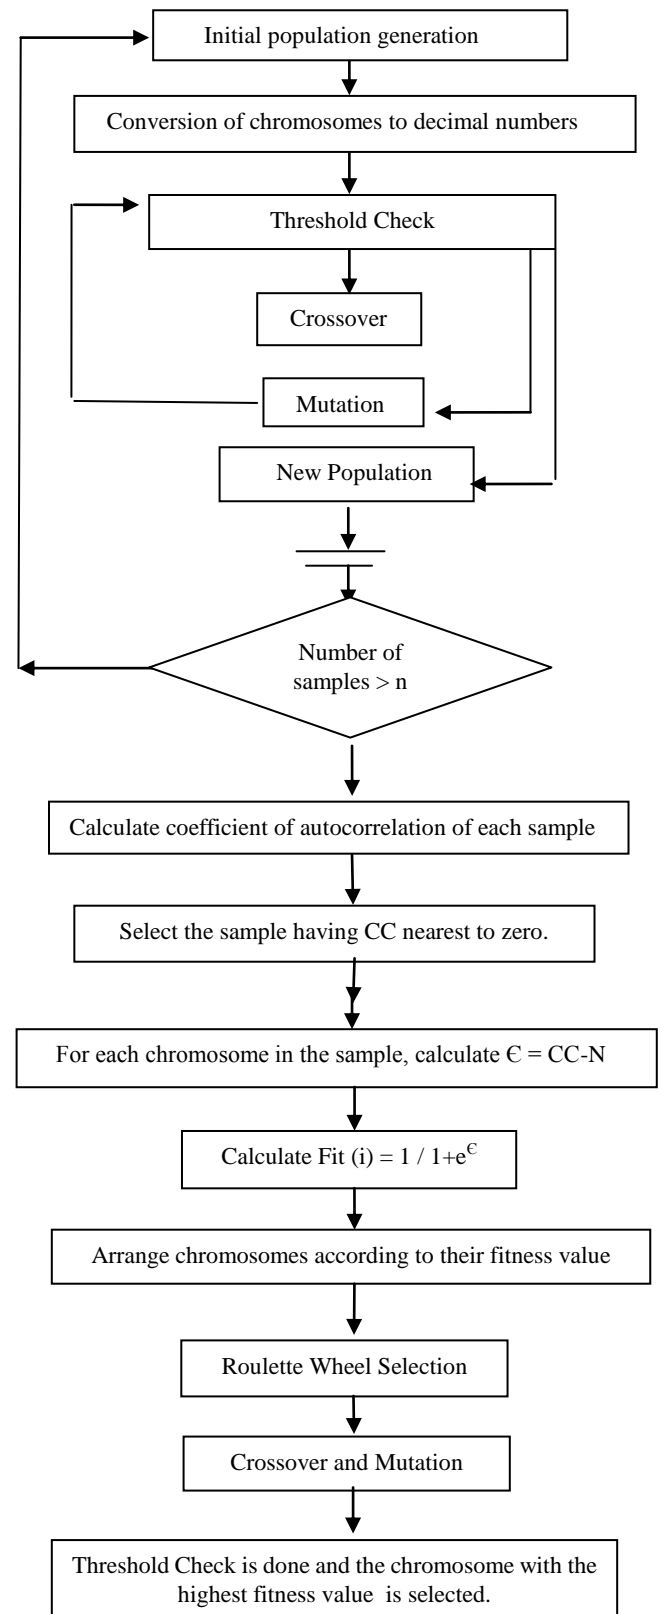 Initial population generation
Conversion of chromosomes to decimal numbers
Threshold Check
Crossover
Mutation
New Population
Number of
samples > n
Calculate coefficient of autocorrelation of each sample
Select the sample having CC nearest to zero.
For each chromosome in the sample, calculate Є = CC-N
Calculate Fit (i) = 1 / 1+e^Є
Arrange chromosomes according to their fitness value
Roulette Wheel Selection
Crossover and Mutation
Threshold Check is done and the chromosome with the
highest fitness value is selected.